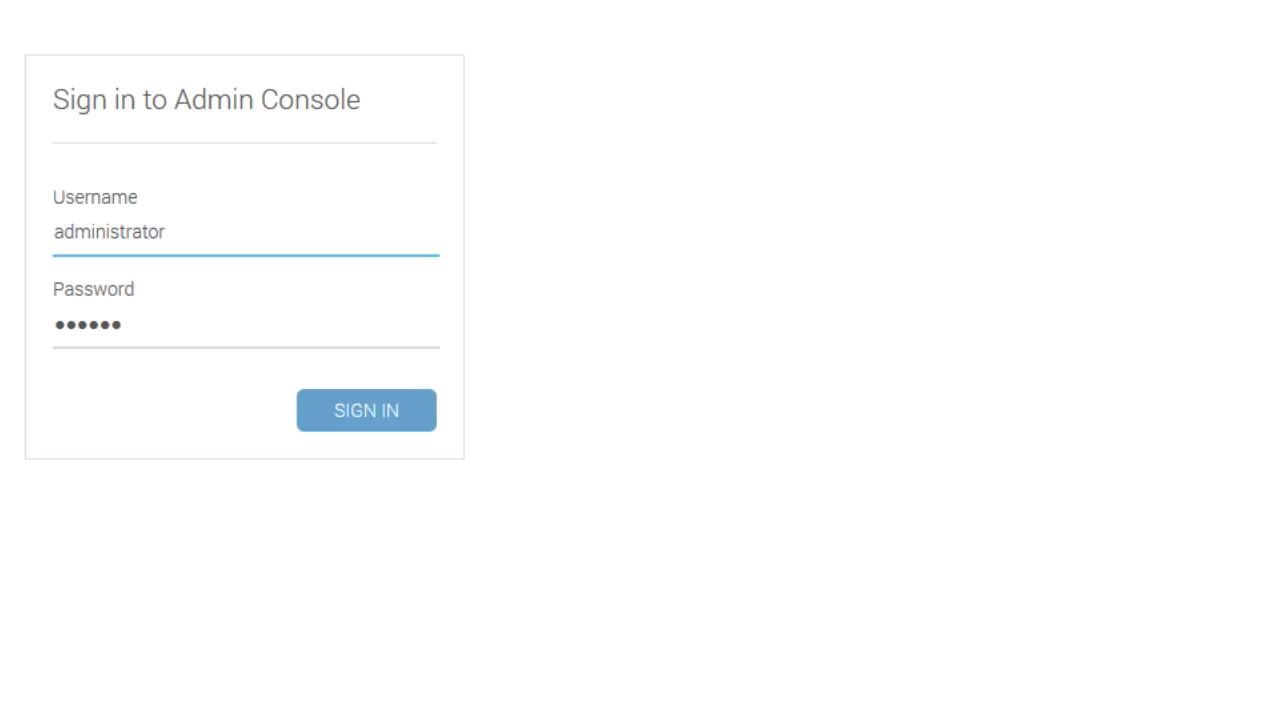 Sign in to Admin Console
Username
administrator
Password
••••••
SIGN IN